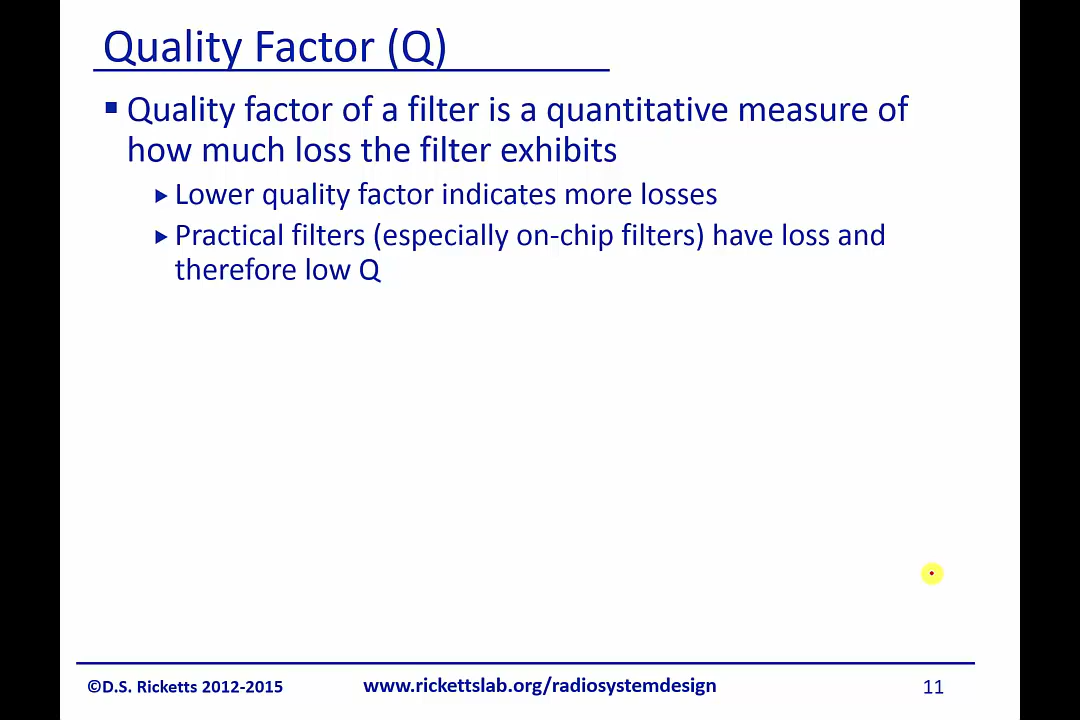 Quality Factor (Q)
Quality factor of a filter is a quantitative measure of
how much loss the filter exhibits
Lower quality factor indicates more losses
Practical filters (especially on-chip filters) have loss and
therefore low Q
©D.S. Ricketts 2012-2015
www.rickettslab.org/radiosystemdesign
11